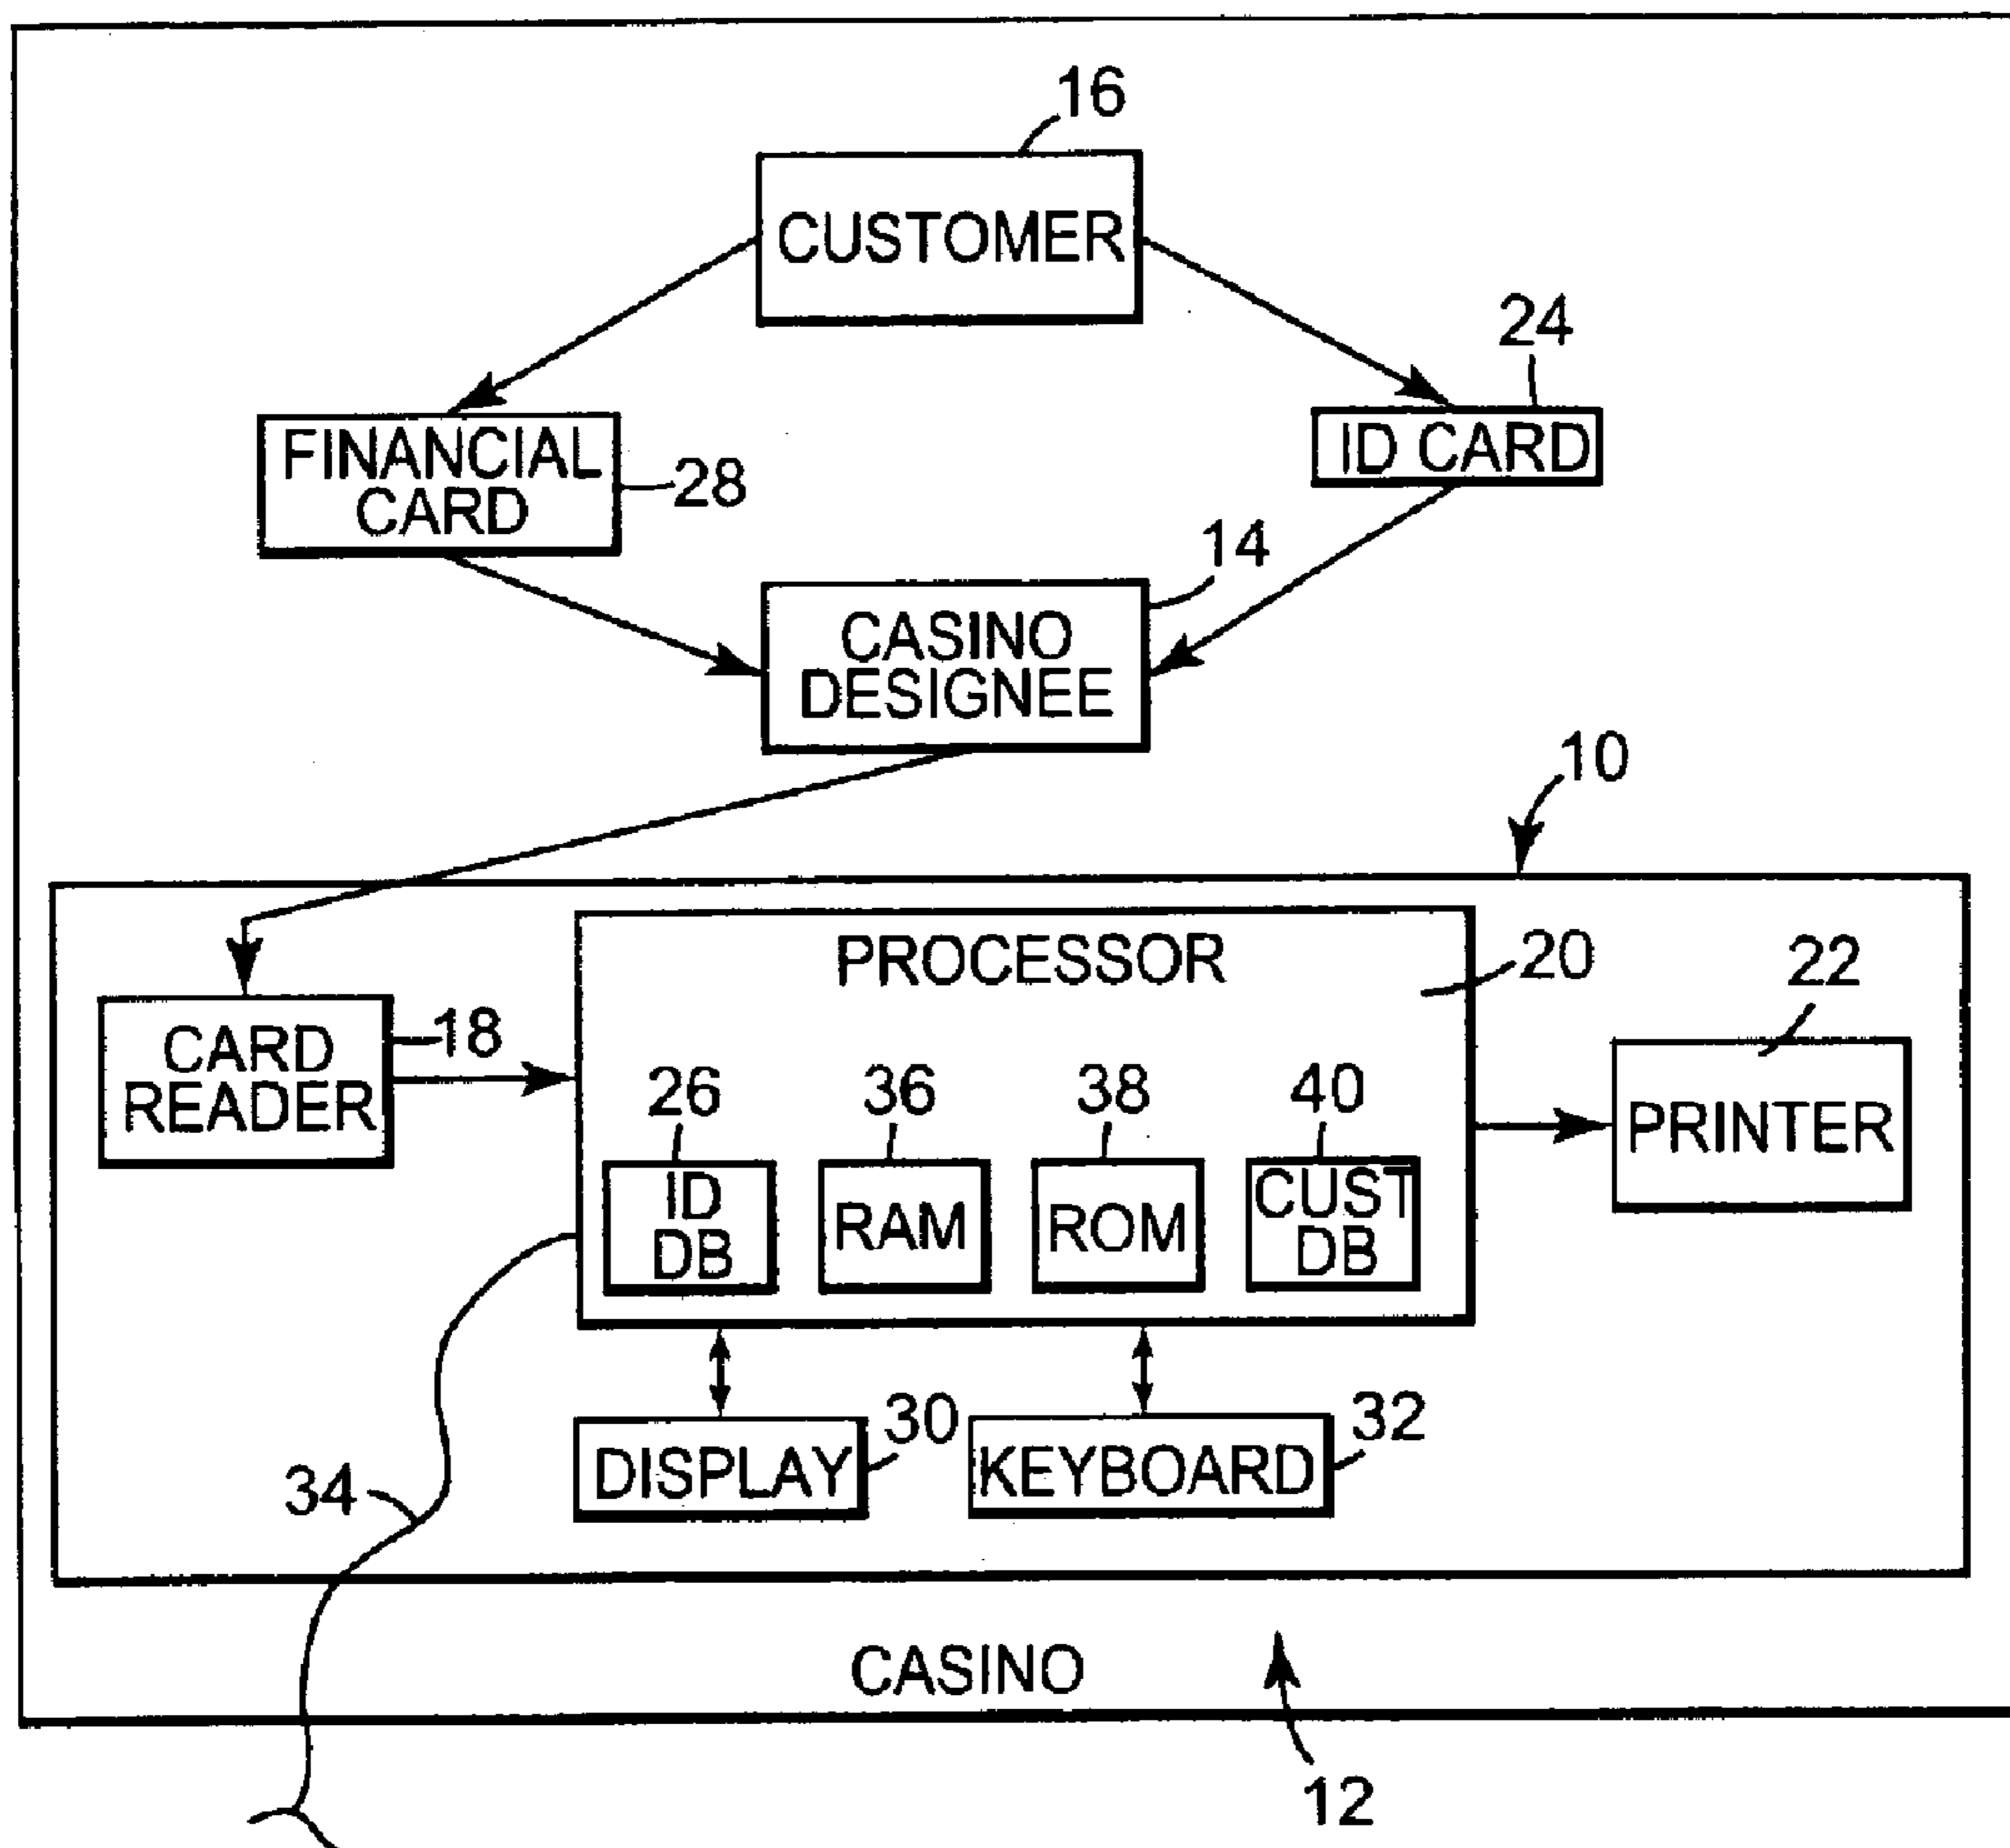 16
CUSTOMER
24
FINANCIAL
CARD
28
ID CARD
14
CASINO
DESIGNEE
10
PROCESSOR
20
22
CARD
READER
18
26
36
38
40
PRINTER
ID
DB
RAM
ROM
CUST
DB
30
32
DISPLAY
KEYBOARD
34
CASINO
12